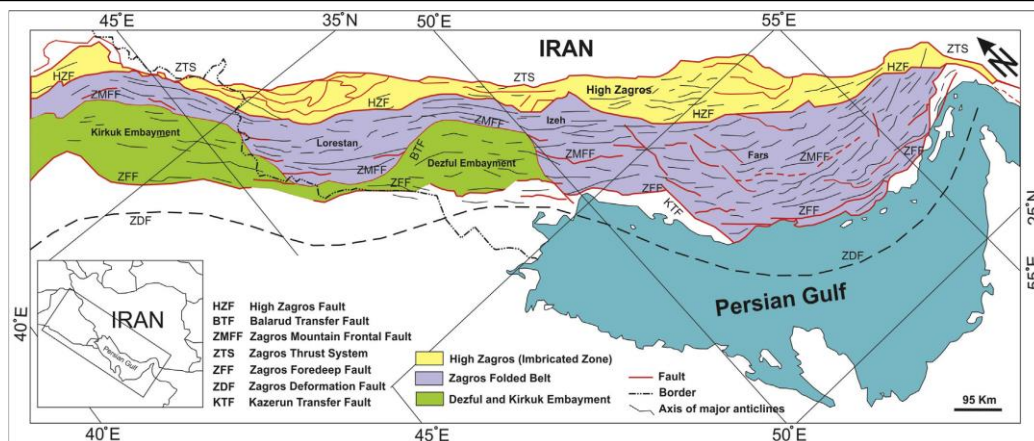 45°E
35°N
50°E
55°E
IRAN
N
ZTS
HZF
ZTS
HZF
High Zagros
HZF
HZF
ZMFF
Kirkuk Embayment
Lorestan
ZMFF
BTF
ZMFF
Izeh
Dezful Embayment
ZMFF
Fars
ZMFF
ZFF
ZFF
ZFF
ZFF
KTF
ZFF
ZDF
ZDF
25°N
55°E
Persian Gulf
40°E
IRAN
Persian Gulf
HZF High Zagros Fault
BTF Balarud Transfer Fault
ZMFF Zagros Mountain Frontal Fault
ZTS Zagros Thrust System
ZFF Zagros Foredeep Fault
ZDF Zagros Deformation Fault
KTF Kazerun Transfer Fault
High Zagros (Imbricated Zone)
Zagros Folded Belt
Dezful and Kirkuk Embayment
Fault
Border
Axis of major anticlines
95 Km
40°E
45°E
50°E